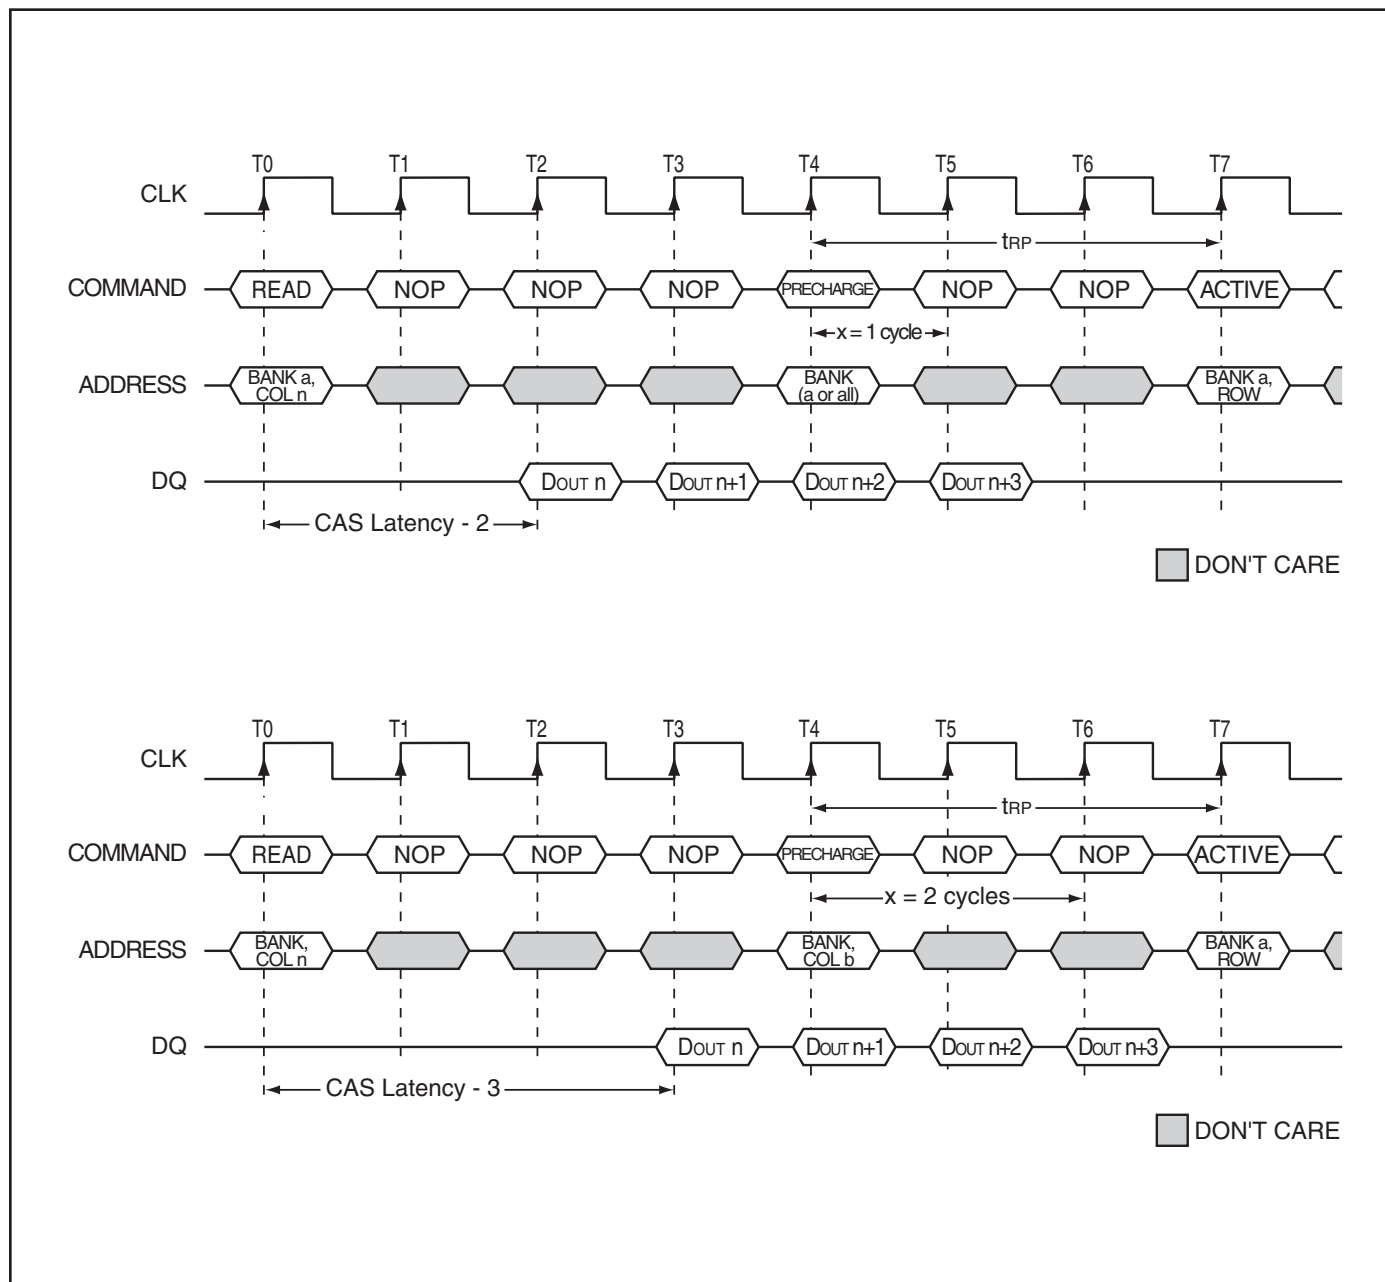 T0 T1 T2 T3 T4 T5 T6 T7
CLK
tRP
COMMAND READ NOP NOP NOP PRECHARGE NOP NOP ACTIVE
x = 1 cycle
ADDRESS BANK a, COL n BANK (a or all) BANK a, ROW
DQ DOUT n DOUT n+1 DOUT n+2 DOUT n+3
CAS Latency - 2
DON'T CARE
T0 T1 T2 T3 T4 T5 T6 T7
CLK
tRP
COMMAND READ NOP NOP NOP PRECHARGE NOP NOP ACTIVE
x = 2 cycles
ADDRESS BANK, COL n BANK, COL b BANK a, ROW
DQ DOUT n DOUT n+1 DOUT n+2 DOUT n+3
CAS Latency - 3
DON'T CARE